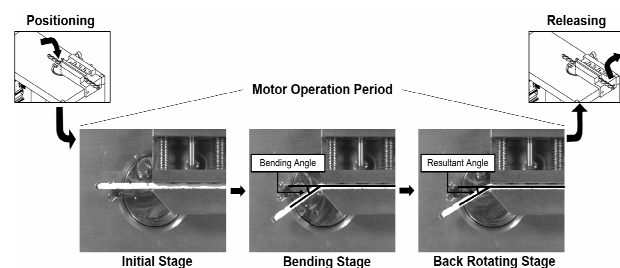 Positioning
Releasing
Motor Operation Period
Bending Angle
Resultant Angle
Initial Stage
Bending Stage
Back Rotating Stage